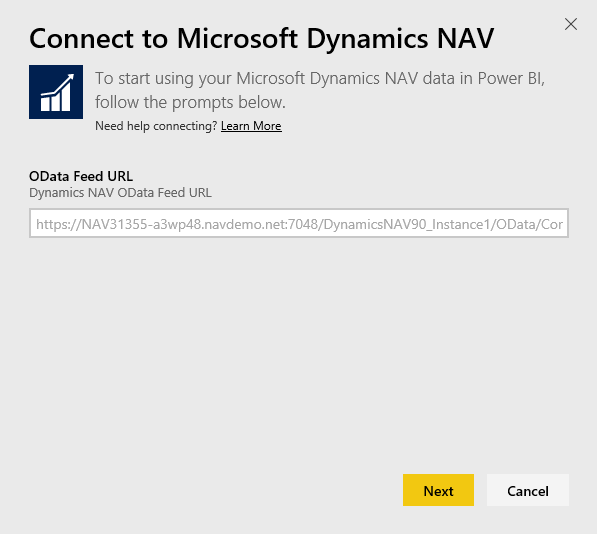 Connect to Microsoft Dynamics NAV
To start using your Microsoft Dynamics NAV data in Power BI,
follow the prompts below.
Need help connecting? Learn More
OData Feed URL
Dynamics NAV OData Feed URL
https://NAV31355-a3wp48.navdemo.net:7048/DynamicsNAV90_Instance1/OData/Cor
Next Cancel